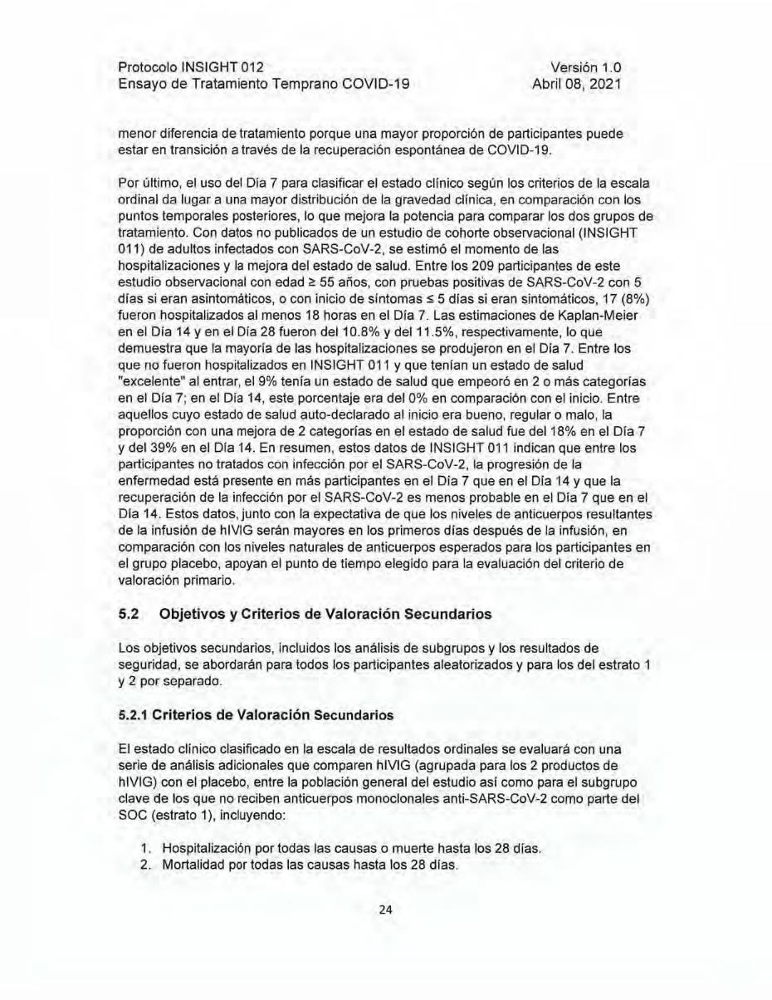 Protocolo INSIGHT 012 Versión 1.0
Ensayo de Tratamiento Temprano COVID-19 Abril 08, 2021
menor diferencia de tratamiento porque una mayor proporción de participantes puede
estar en transición a través de la recuperación espontánea de COVID-19.
Por último, el uso del Día 7 para clasificar el estado clínico según los criterios de la escala
ordinal da lugar a una mayor distribución de la gravedad clínica, en comparación con los
puntos temporales posteriores, lo que mejora la potencia para comparar los dos grupos de
tratamiento. Con datos no publicados de un estudio de cohorte observacional (INSIGHT
011) de adultos infectados con SARS-CoV-2, se estimó el momento de las
hospitalizaciones y la mejora del estado de salud. Entre los 209 participantes de este
estudio observacional con edad ≥ 55 años, con pruebas positivas de SARS-CoV-2 con 5
días si eran asintomáticos, o con inicio de síntomas ≤ 5 días si eran sintomáticos, 17 (8%)
fueron hospitalizados al menos 18 horas en el Día 7. Las estimaciones de Kaplan-Meier
en el Día 14 y en el Día 28 fueron del 10.8% y del 11.5%, respectivamente, lo que
demuestra que la mayoría de las hospitalizaciones se produjeron en el Día 7. Entre los
que no fueron hospitalizados en INSIGHT 011 y que tenían un estado de salud
"excelente" al entrar, el 9% tenía un estado de salud que empeoró en 2 o más categorías
en el Día 7; en el Día 14, este porcentaje era del 0% en comparación con el inicio. Entre
aquellos cuyo estado de salud auto-declarado al inicio era bueno, regular o malo, la
proporción con una mejora de 2 categorías en el estado de salud fue del 18% en el Día 7
y del 39% en el Día 14. En resumen, estos datos de INSIGHT 011 indican que entre los
participantes no tratados con infección por el SARS-CoV-2, la progresión de la
enfermedad está presente en más participantes en el Día 7 que en el Día 14 y que la
recuperación de la infección por el SARS-CoV-2 es menos probable en el Día 7 que en el
Día 14. Estos datos, junto con la expectativa de que los niveles de anticuerpos resultantes
de la infusión de hIVIG serán mayores en los primeros días después de la infusión, en
comparación con los niveles naturales de anticuerpos esperados para los participantes en
el grupo placebo, apoyan el punto de tiempo elegido para la evaluación del criterio de
valoración primario.
5.2 Objetivos y Criterios de Valoración Secundarios
Los objetivos secundarios, incluidos los análisis de subgrupos y los resultados de
seguridad, se abordarán para todos los participantes aleatorizados y para los del estrato 1
y 2 por separado.
5.2.1 Criterios de Valoración Secundarios
El estado clínico clasificado en la escala de resultados ordinales se evaluará con una
serie de análisis adicionales que comparen hIVIG (agrupada para los 2 productos de
hIVIG) con el placebo, entre la población general del estudio así como para el subgrupo
clave de los que no reciben anticuerpos monoclonales anti-SARS-CoV-2 como parte del
SOC (estrato 1), incluyendo:
1. Hospitalización por todas las causas o muerte hasta los 28 días.
2. Mortalidad por todas las causas hasta los 28 días.
24